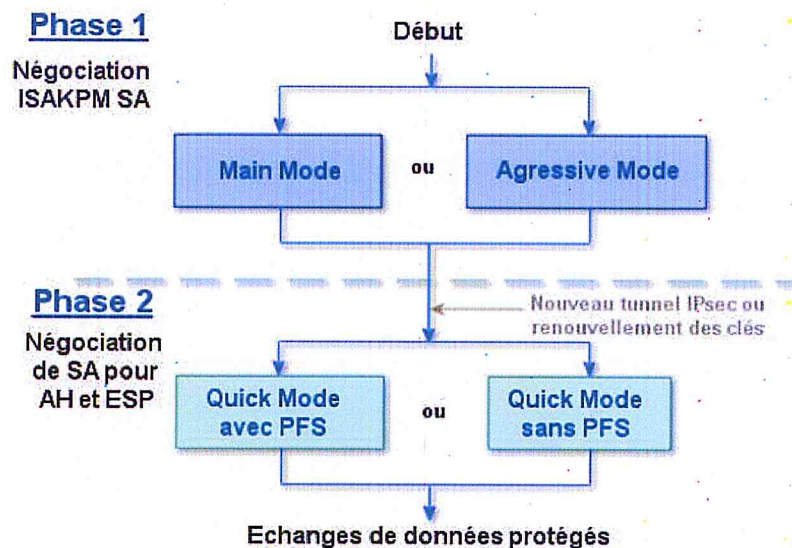 Phase 1
Début
Négociation
ISAKPM SA
Main Mode
ou
Agressive Mode
Phase 2
Nouveau tunnel IPsec ou
renouvellement des clés
Négociation
de SA pour
AH et ESP
Quick Mode
avec PFS
ou
Quick Mode
sans PFS
Echanges de données protégés